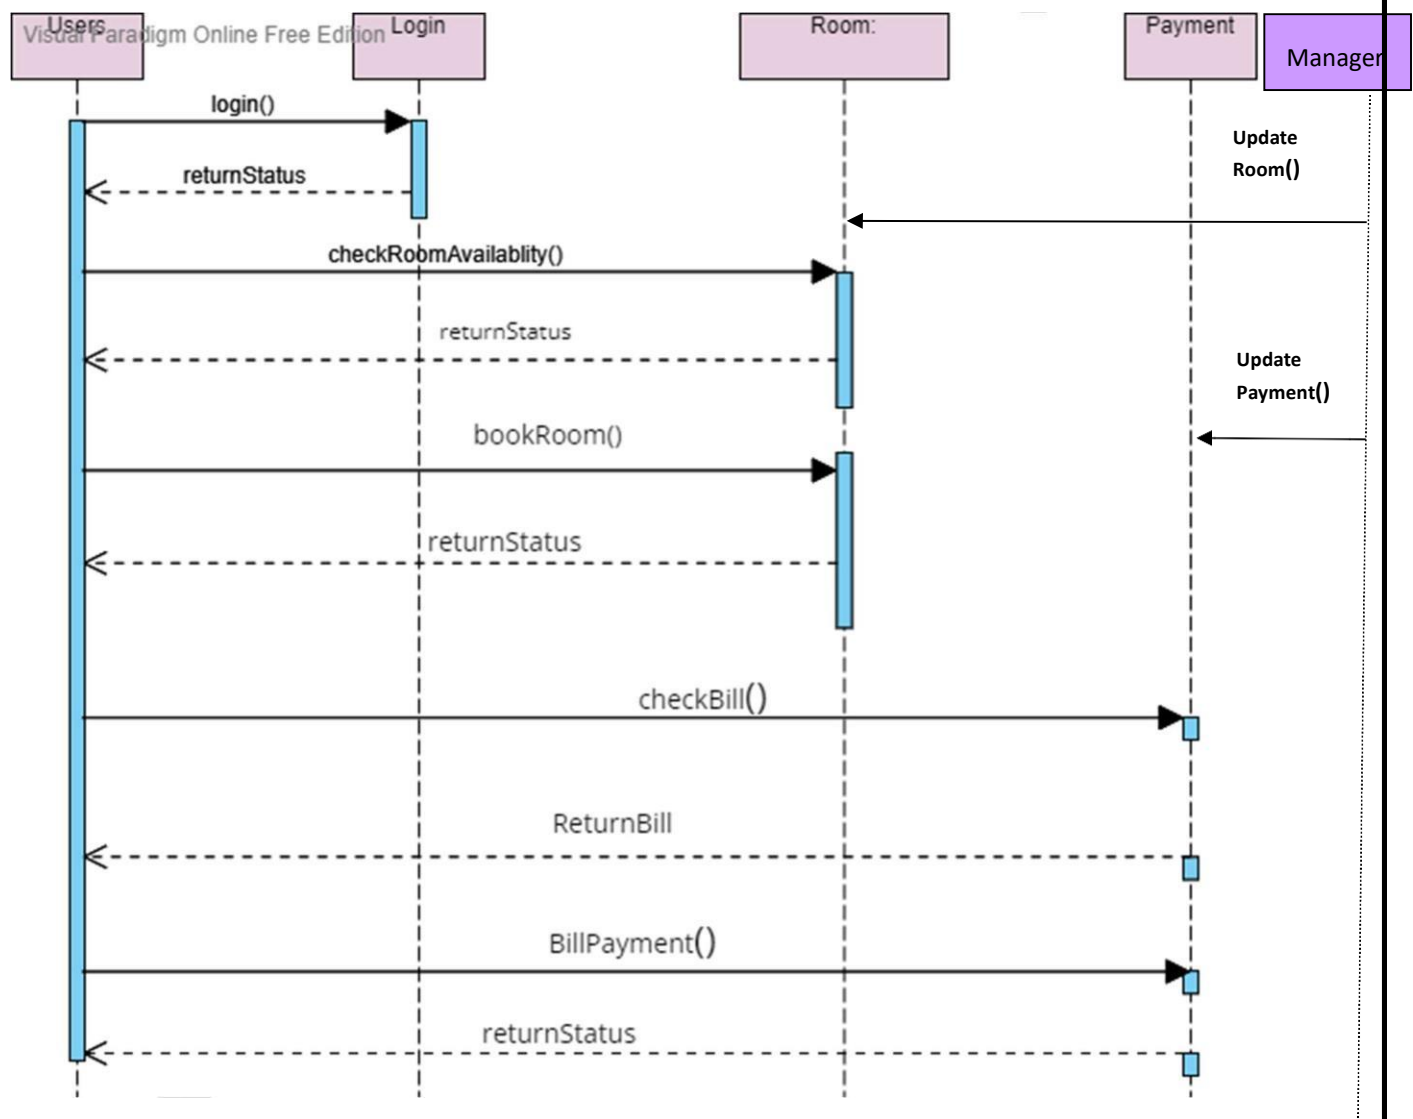 Users
Visual Paradigm Online Free Edition
Login
Room:
Payment
Manager
login()
Update
Room()
returnStatus
checkRoomAvailablity()
returnStatus
Update
Payment()
bookRoom()
returnStatus
checkBill()
ReturnBill
BillPayment()
returnStatus